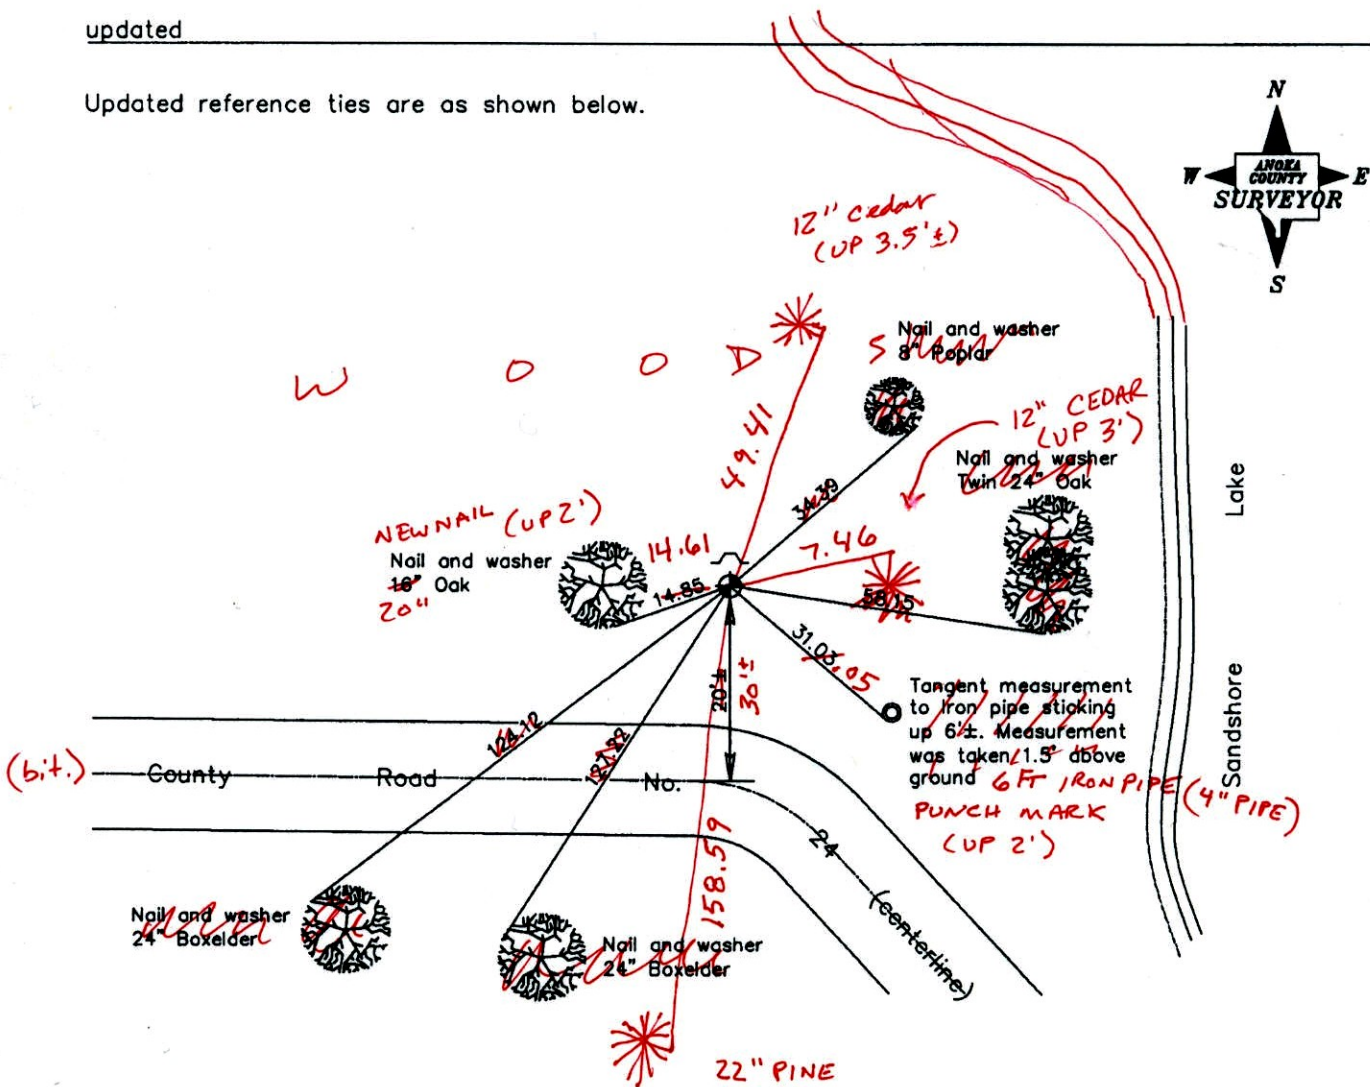 updated
Updated reference ties are as shown below.
N
W
ANOKA
COUNTY
E
SURVEYOR
S
12" cedar
(UP 3.5'±)
Nail and washer
8" Poplar
W O O D S
12" CEDAR
(UP 3')
49.41
Nail and washer
Twin 24" Oak
Lake
34.39
NEW NAIL (UP 2')
14.61
7.46
Nail and washer
16" Oak
20"
14.85
58.15
31.03
.05
20'±
30'±
Tangent measurement
to iron pipe sticking
up 6'±. Measurement
was taken 1.5' above
ground
6 FT IRON PIPE (4" PIPE)
PUNCH MARK
(UP 2')
Sandshore
124.12
127.22
(bit.)
County Road No. 24 (centerline)
158.59
Nail and washer
24" Boxelder
Nail and washer
24" Boxelder
22" PINE